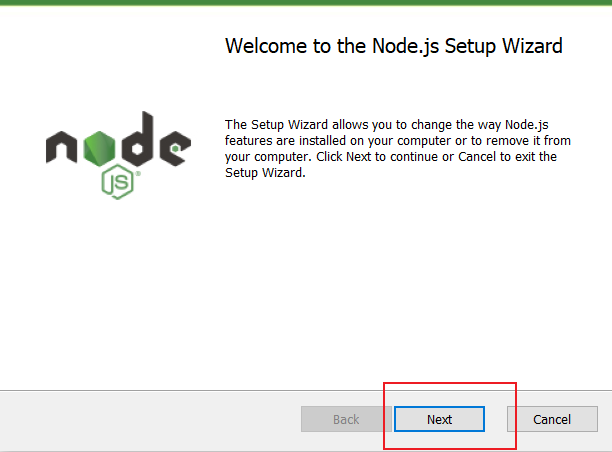 Welcome to the Node.js Setup Wizard
The Setup Wizard allows you to change the way Node.js
features are installed on your computer or to remove it from
your computer. Click Next to continue or Cancel to exit the
Setup Wizard.
node
JS®
Back Next Cancel